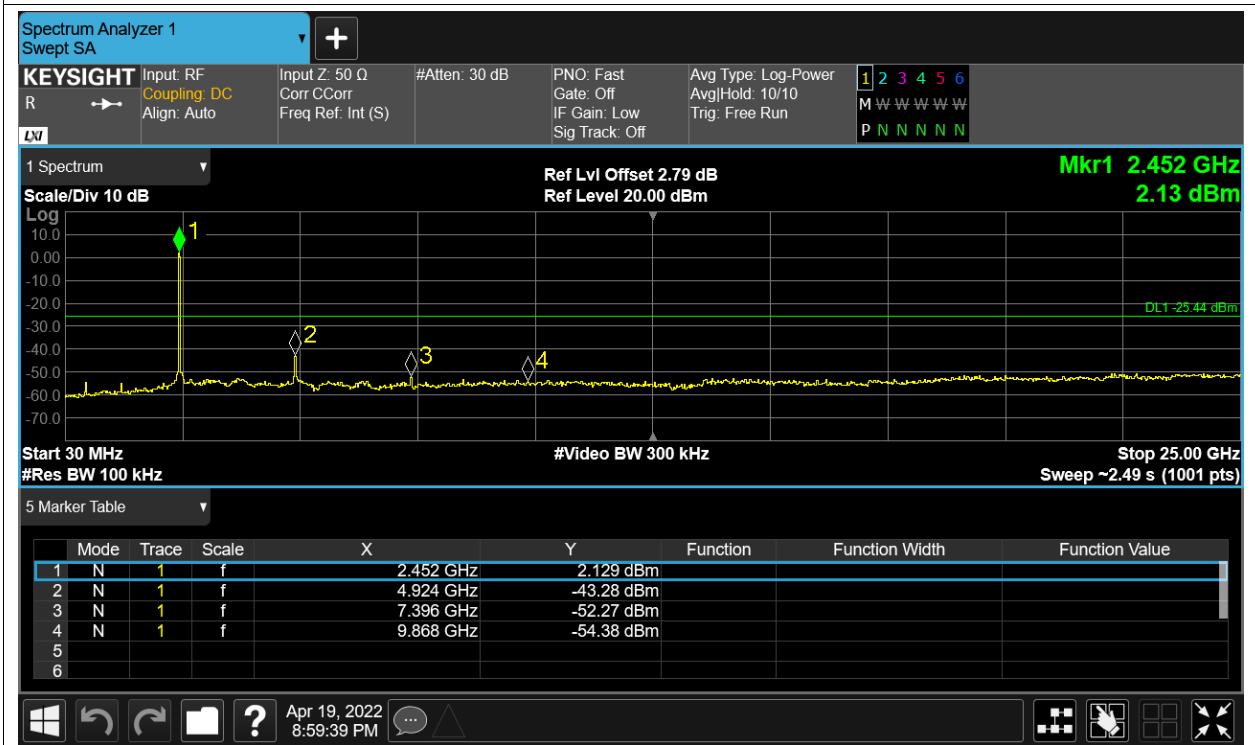 Spectrum Analyzer 1
Swept SA
+
KEYSIGHT
R
LXI
Input: RF
Coupling: DC
Align: Auto
Input Z: 50 Ω
Corr CCorr
Freq Ref: Int (S)
#Atten: 30 dB
PNO: Fast
Gate: Off
IF Gain: Low
Sig Track: Off
Avg Type: Log-Power
Avg|Hold: 10/10
Trig: Free Run
1 2 3 4 5 6
M W W W W W
P N N N N N
1 Spectrum
Scale/Div 10 dB
Ref Lvl Offset 2.79 dB
Ref Level 20.00 dBm
Mkr1 2.452 GHz
2.13 dBm
Log
10.0
0.00
-10.0
-20.0
-30.0
-40.0
-50.0
-60.0
-70.0
1
2
3
4
DL1 -25.44 dBm
Start 30 MHz #Video BW 300 kHz Stop 25.00 GHz
#Res BW 100 kHz Sweep ~2.49 s (1001 pts)
5 Marker Table
Mode Trace Scale X Y Function Function Width Function Value
1 N 1 f 2.452 GHz 2.129 dBm
2 N 1 f 4.924 GHz -43.28 dBm
3 N 1 f 7.396 GHz -52.27 dBm
4 N 1 f 9.868 GHz -54.38 dBm
5
6
?
Apr 19, 2022
8:59:39 PM